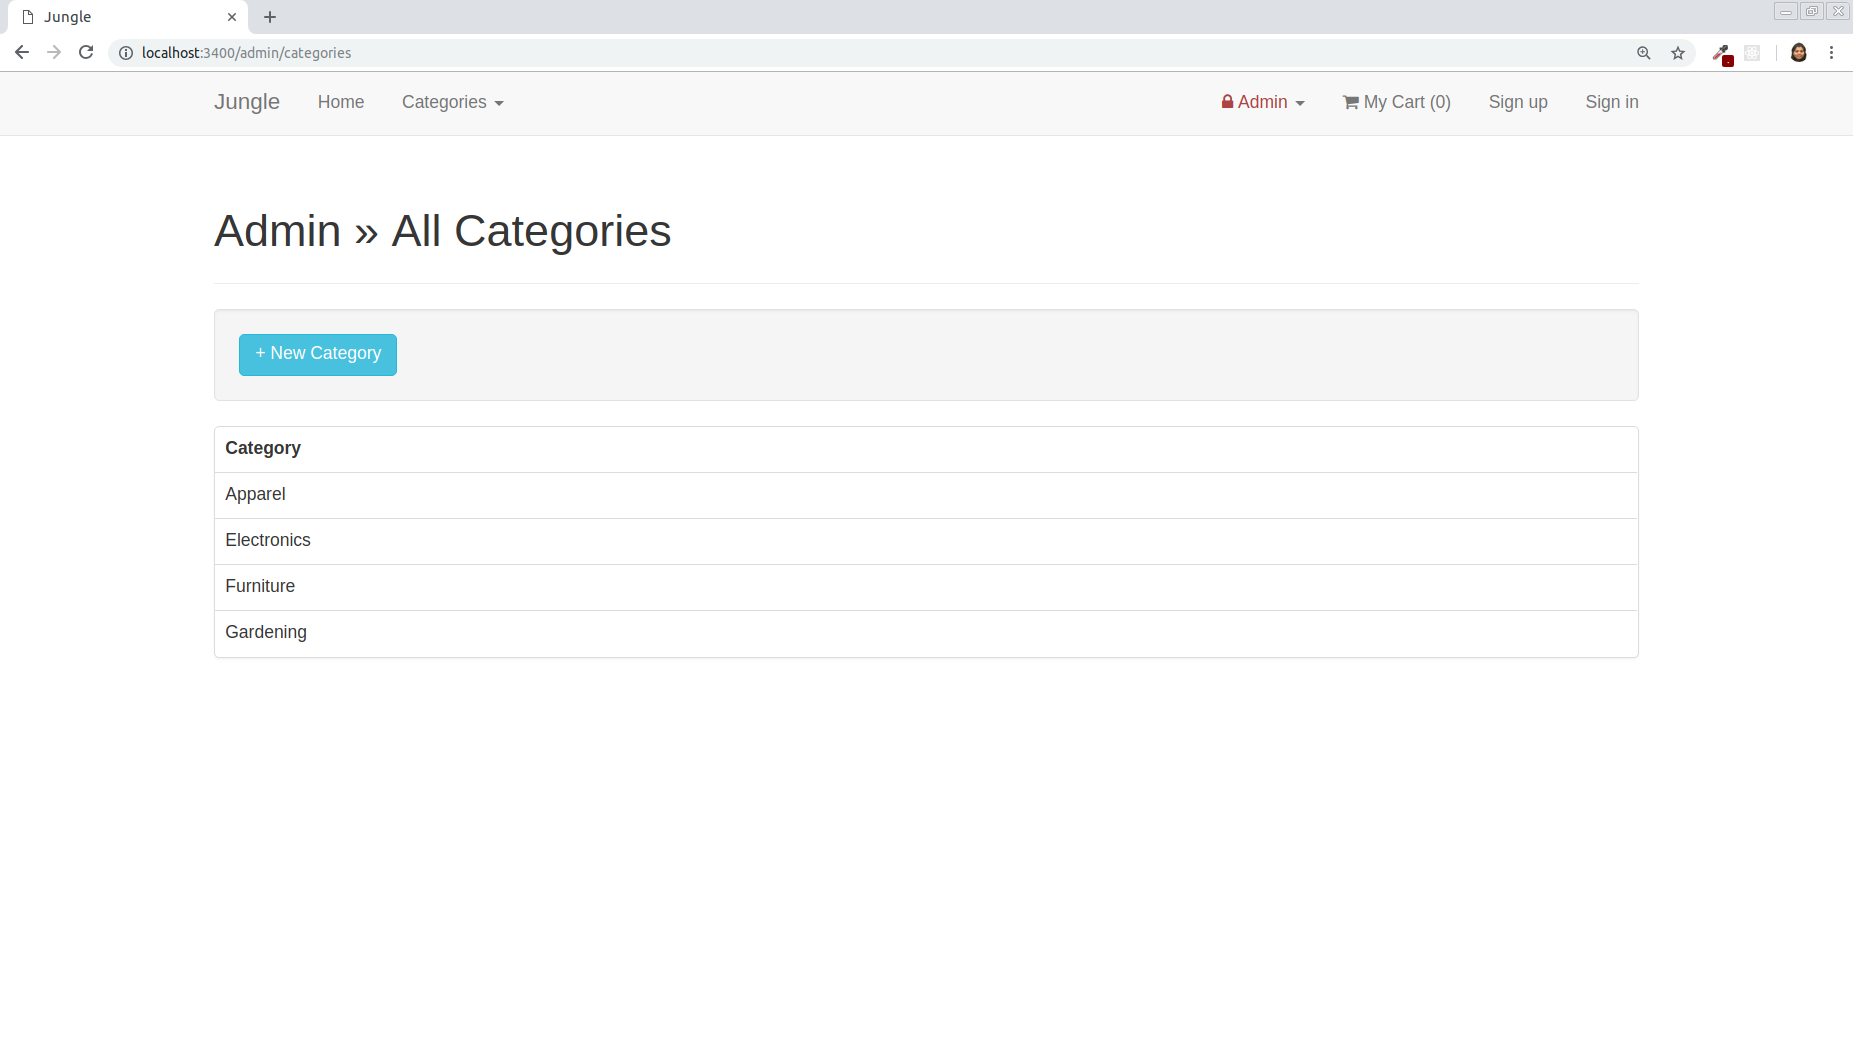 Jungle
localhost:3400/admin/categories
Jungle Home Categories Admin My Cart (0) Sign up Sign in
Admin » All Categories
+ New Category
Category
Apparel
Electronics
Furniture
Gardening